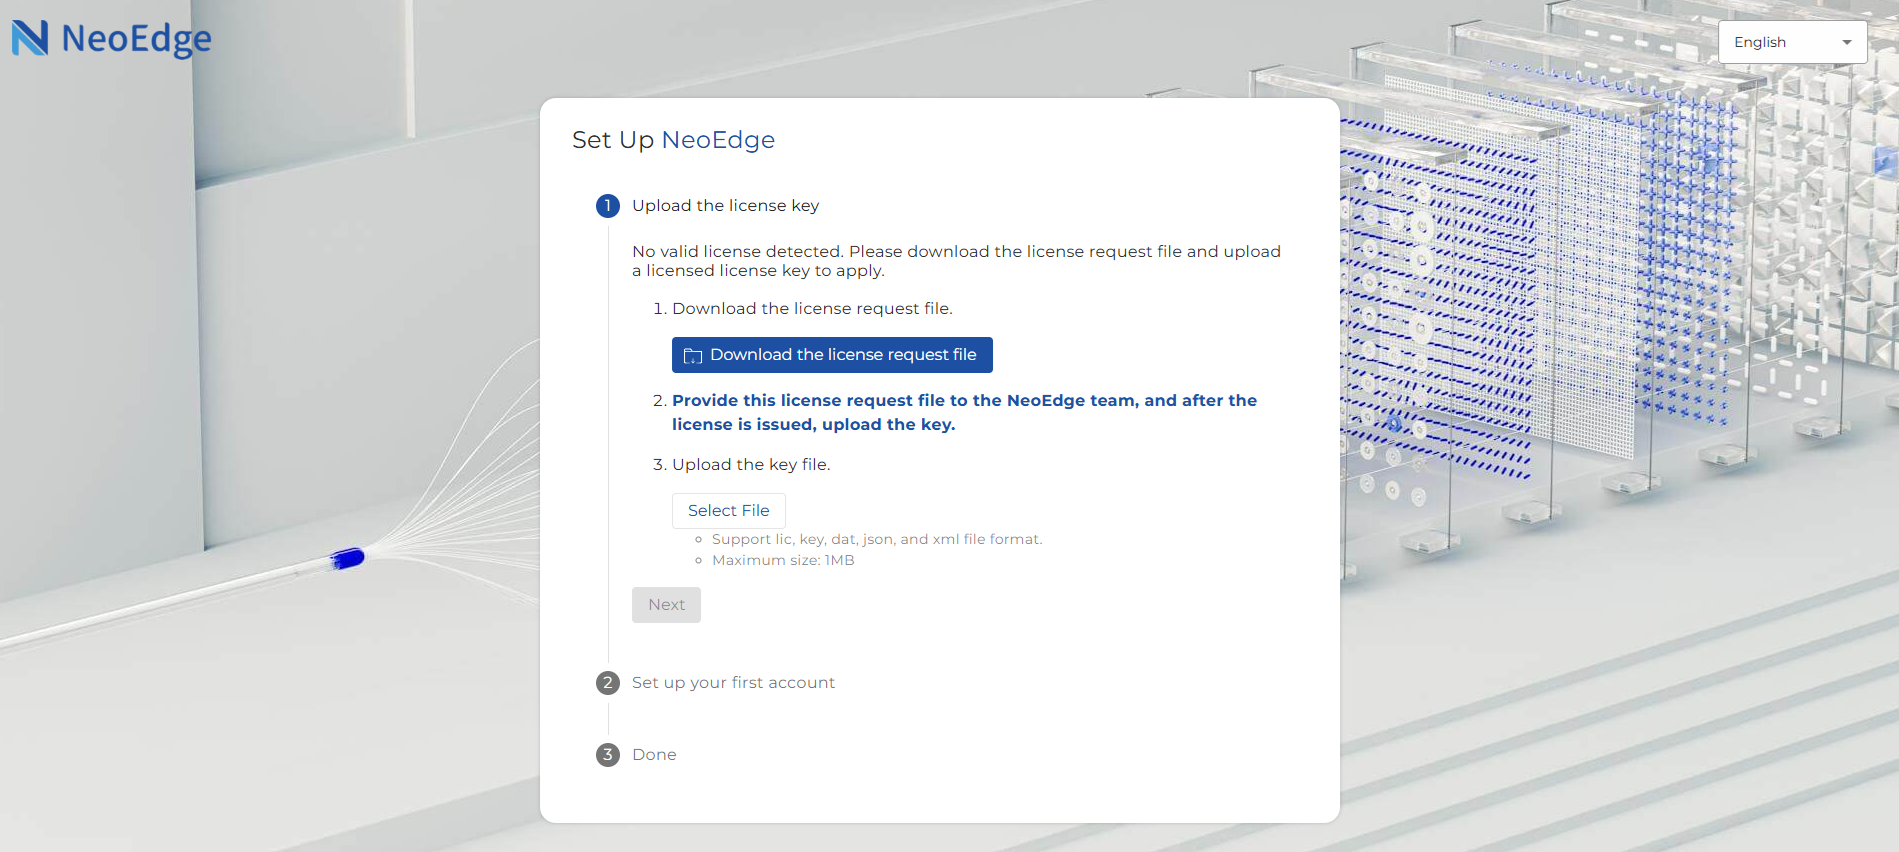 NeoEdge
English
Set Up NeoEdge
1 Upload the license key
No valid license detected. Please download the license request file and upload
a licensed license key to apply.
1. Download the license request file.
Download the license request file
2. Provide this license request file to the NeoEdge team, and after the
license is issued, upload the key.
3. Upload the key file.
Select File
Support lic, key, dat, json, and xml file format.
Maximum size: 1MB
Next
2 Set up your first account
3 Done